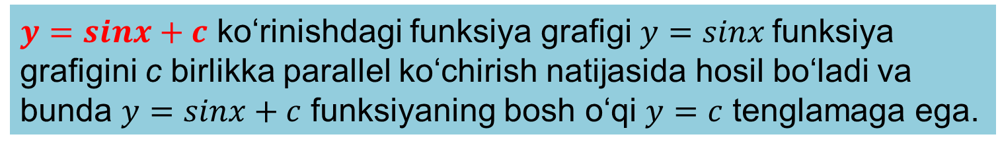 y = sinx + c ko‘rinishdagi funksiya grafigi y = sinx funksiya
grafigini c birlikka parallel ko‘chirish natijasida hosil bo‘ladi va
bunda y = sinx + c funksiyaning bosh o‘qi y = c tenglamaga ega.